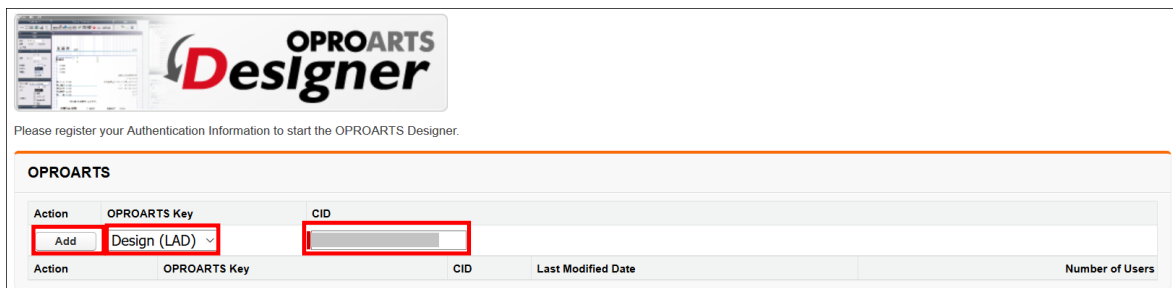 OPROARTS
Designer
Please register your Authentication Information to start the OPROARTS Designer.
OPROARTS
Action OPROARTS Key CID
Add Design (LAD)
Action OPROARTS Key CID Last Modified Date Number of Users